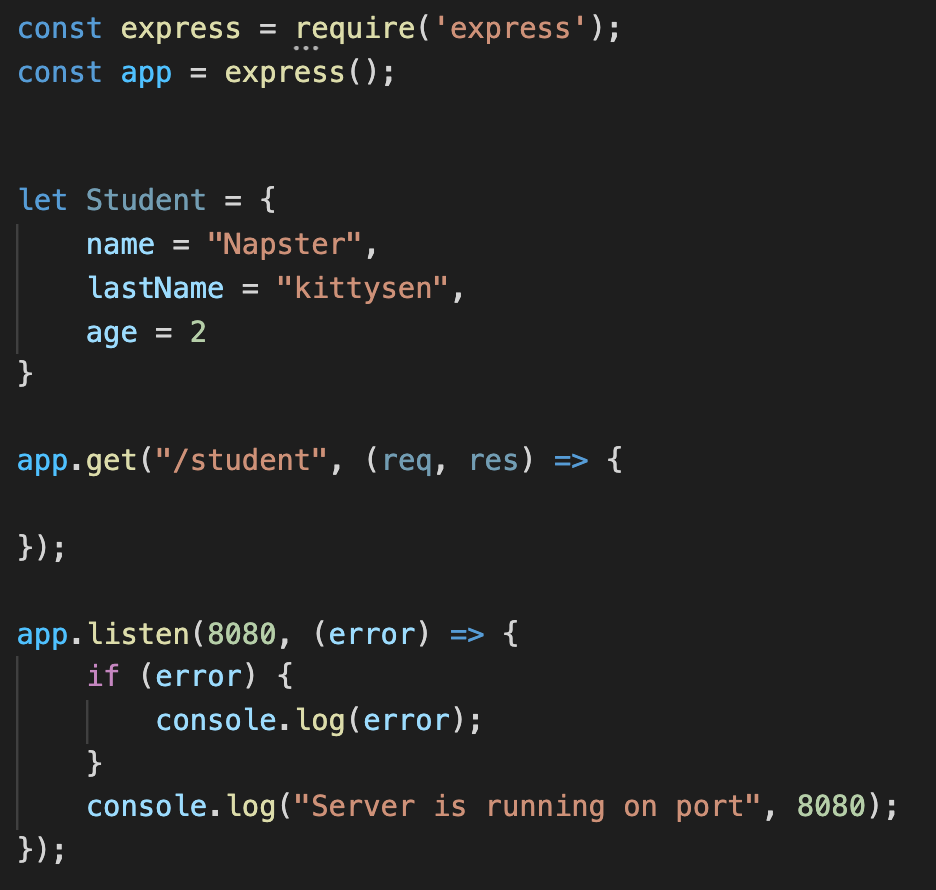 const express = require('express');
const app = express();
let Student = {
    name = "Napster",
    lastName = "kittysen",
    age = 2
}
app.get("/student", (req, res) => {
});
app.listen(8080, (error) => {
    if (error) {
        console.log(error);
    }
    console.log("Server is running on port", 8080);
});